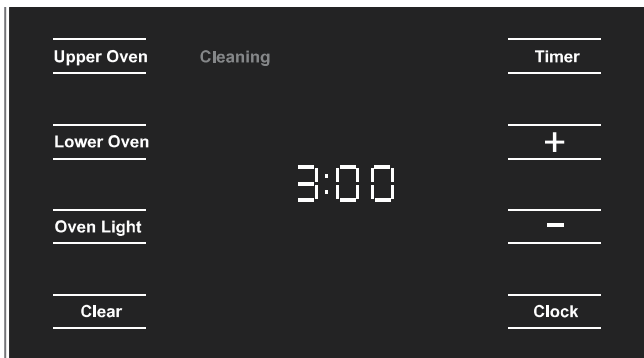 Upper Oven
Cleaning
Timer
Lower Oven
+
3:00
Oven Light
-
Clear
Clock